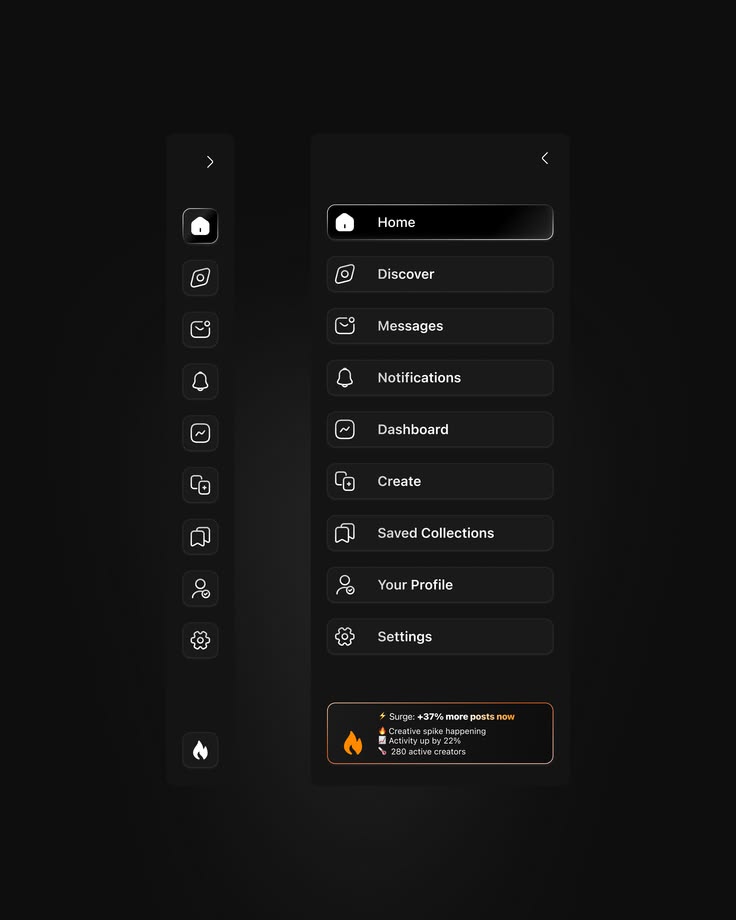 Home
Discover
Messages
Notifications
Dashboard
Create
Saved Collections
Your Profile
Settings
⚡ Surge: +37% more posts now
🔥 Creative spike happening
📈 Activity up by 22%
280 active creators